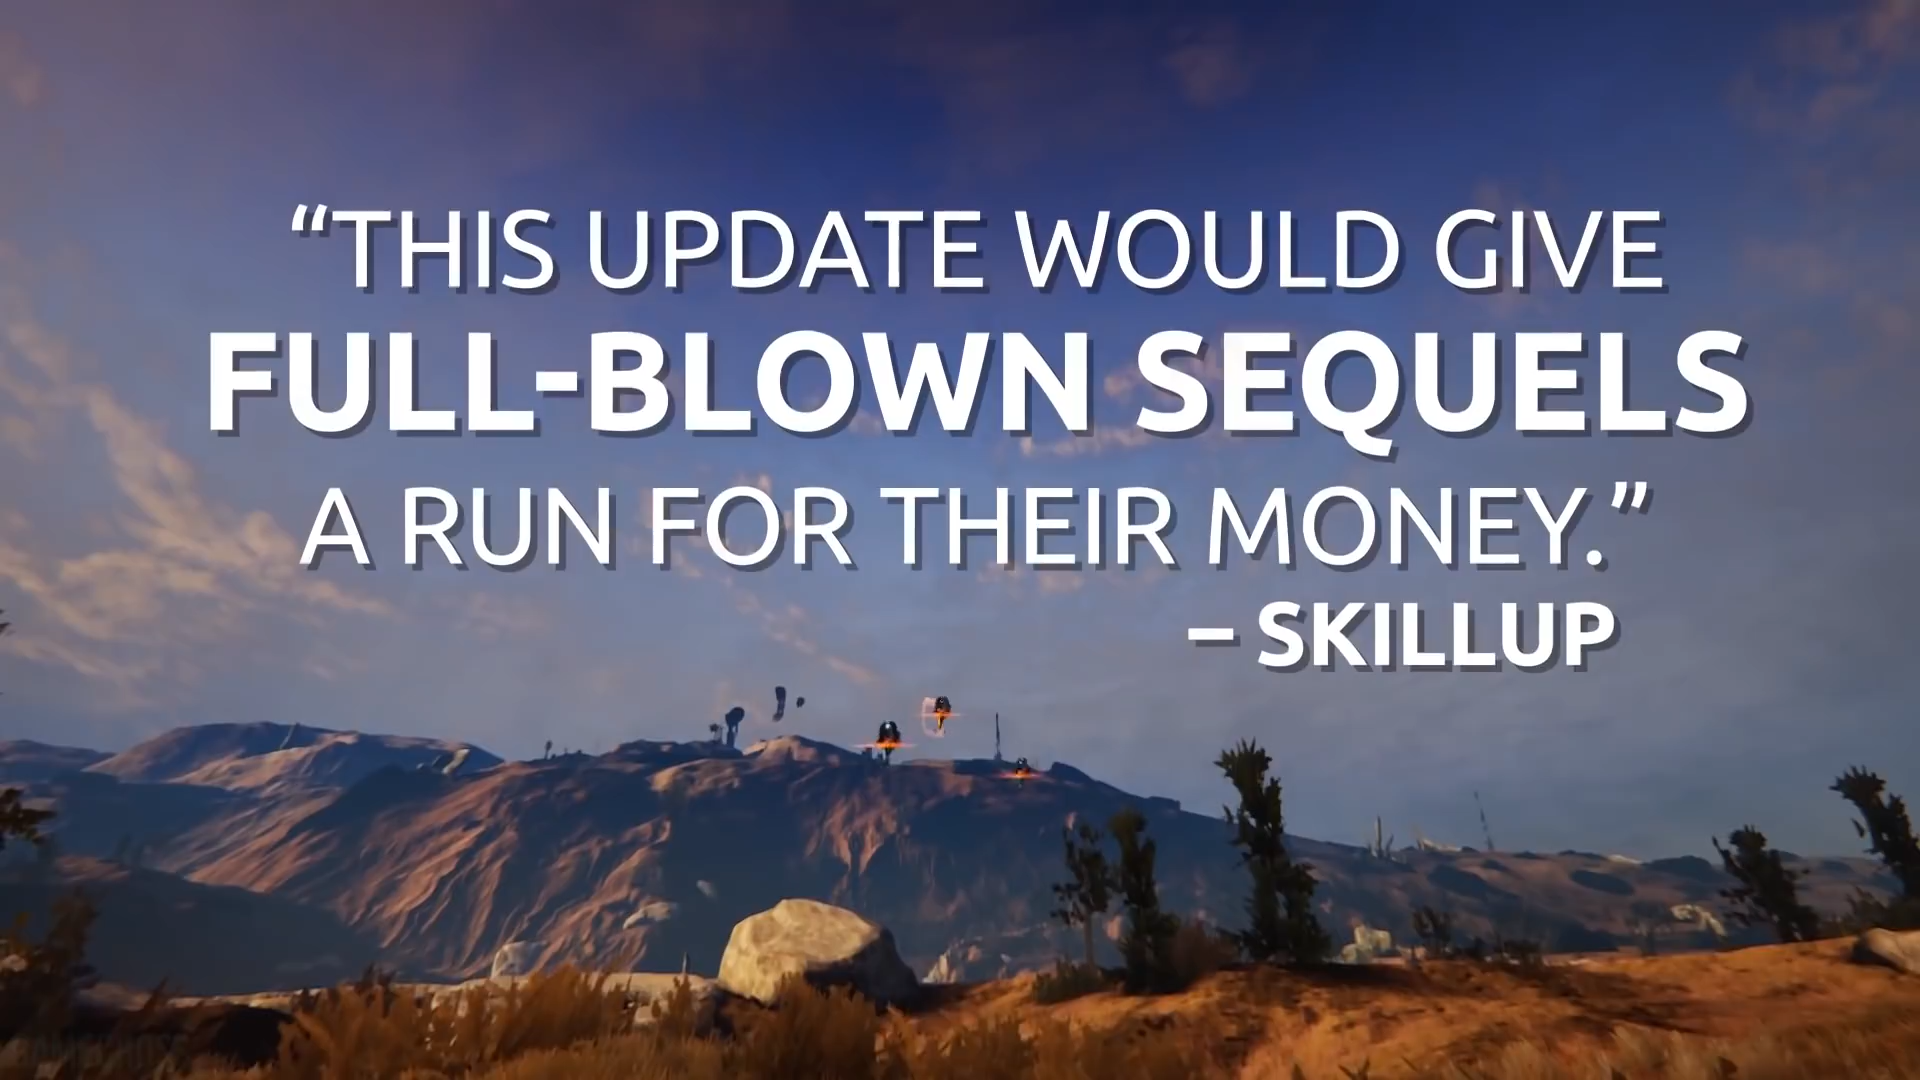 “THIS UPDATE WOULD GIVE
FULL-BLOWN SEQUELS
A RUN FOR THEIR MONEY.”
– SKILLUP